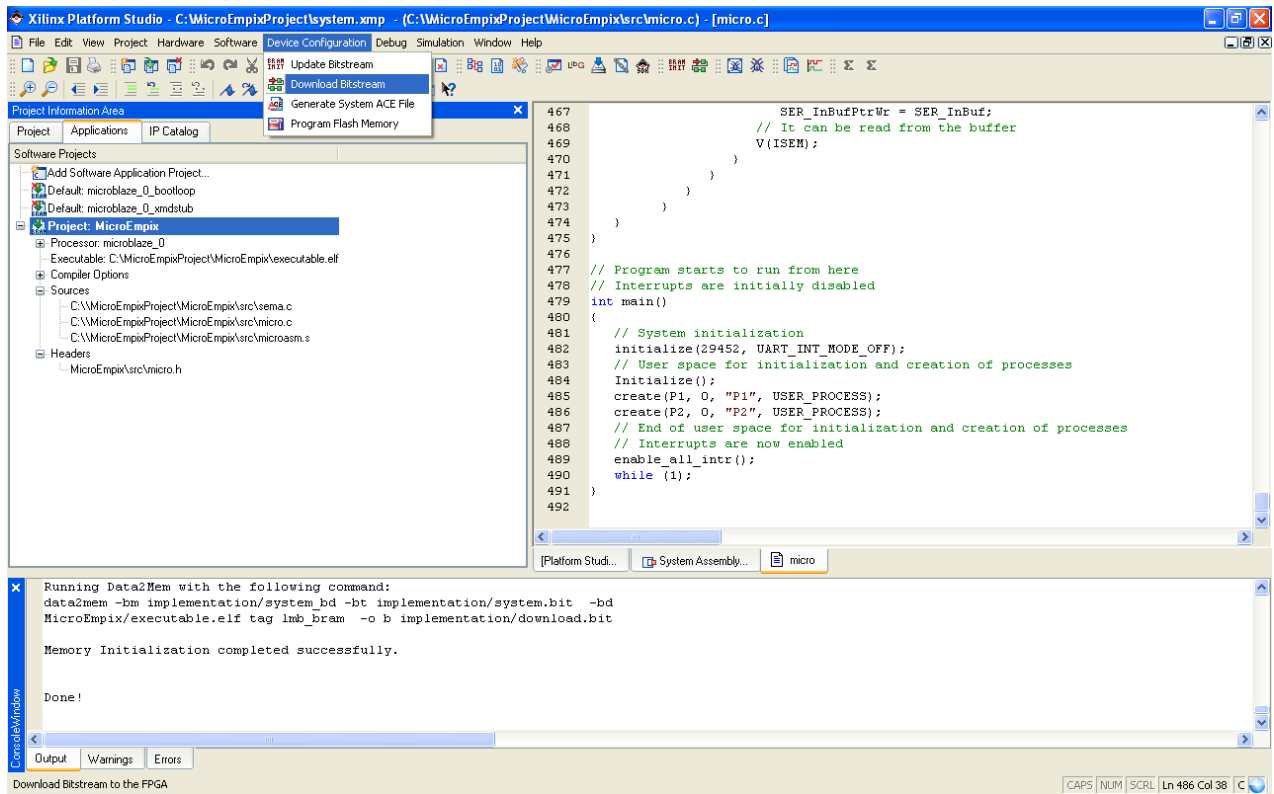 Xilinx Platform Studio - C:\MicroEmpixProject\system.xmp - (C:\\MicroEmpixProject\MicroEmpix\src\micro.c) - [micro.c]
File Edit View Project Hardware Software Device Configuration Debug Simulation Window Help
Update Bitstream
Download Bitstream
Generate System ACE File
Program Flash Memory
Project Information Area
Project Applications IP Catalog
Software Projects
Add Software Application Project...
Default: microblaze_0_bootloop
Default: microblaze_0_xmdstub
Project: MicroEmpix
Processor: microblaze_0
Executable: C:\MicroEmpixProject\MicroEmpix\executable.elf
Compiler Options
Sources
C:\\MicroEmpixProject\MicroEmpix\src\sema.c
C:\\MicroEmpixProject\MicroEmpix\src\micro.c
C:\\MicroEmpixProject\MicroEmpix\src\microasm.s
Headers
MicroEmpix\src\micro.h
467 SER_InBufPtrWr = SER_InBuf;
468 // It can be read from the buffer
469 V(ISEM);
470 }
471 }
472 }
473 }
474 }
475 }
476
477 // Program starts to run from here
478 // Interrupts are initially disabled
479 int main()
480 {
481 // System initialization
482 initialize(29452, UART_INT_MODE_OFF);
483 // User space for initialization and creation of processes
484 Initialize();
485 create(P1, 0, "P1", USER_PROCESS);
486 create(P2, 0, "P2", USER_PROCESS);
487 // End of user space for initialization and creation of processes
488 // Interrupts are now enabled
489 enable_all_intr();
490 while (1);
491 }
492
[Platform Studi... System Assembly... micro
Running Data2Mem with the following command:
data2mem -bm implementation/system_bd -bt implementation/system.bit -bd
MicroEmpix/executable.elf tag lmb_bram -o b implementation/download.bit
Memory Initialization completed successfully.
Done!
ConsoleWindow
Output Warnings Errors
Download Bitstream to the FPGA
CAPS NUM SCRL Ln 486 Col 38 C